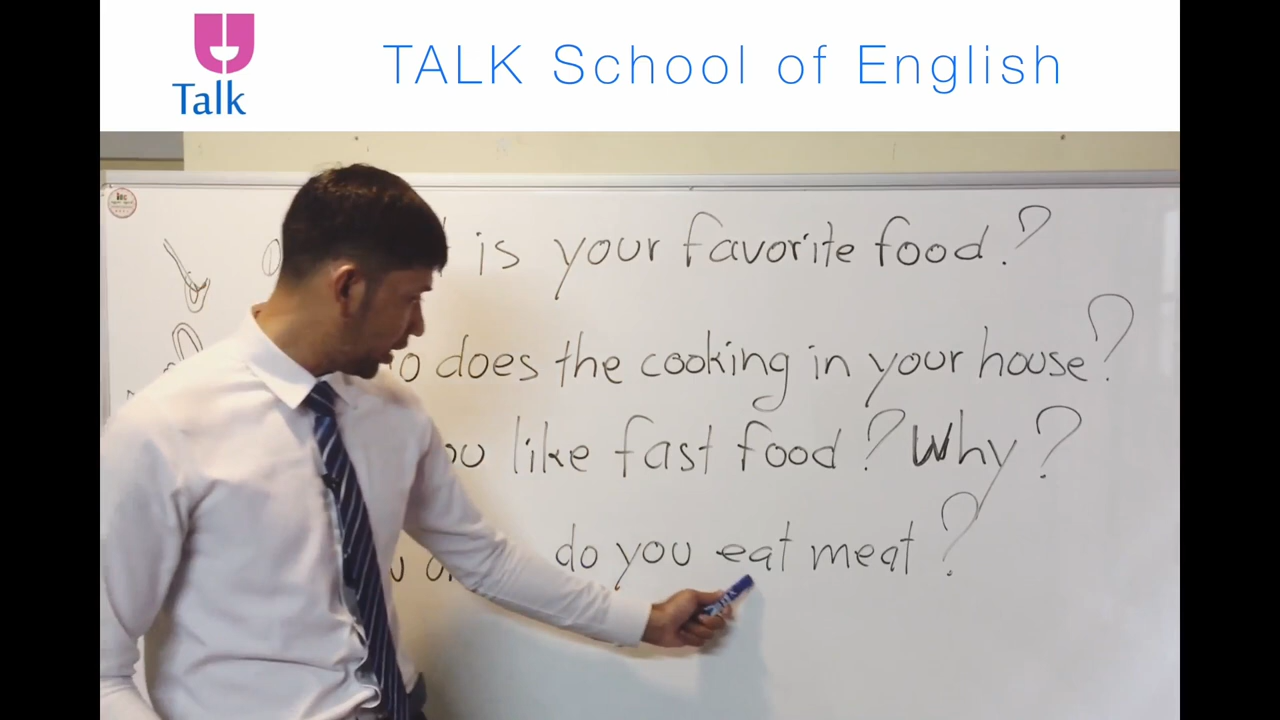 Talk
TALK School of English
is your favorite food?
does the cooking in your house?
like fast food? Why?
do you eat meat?